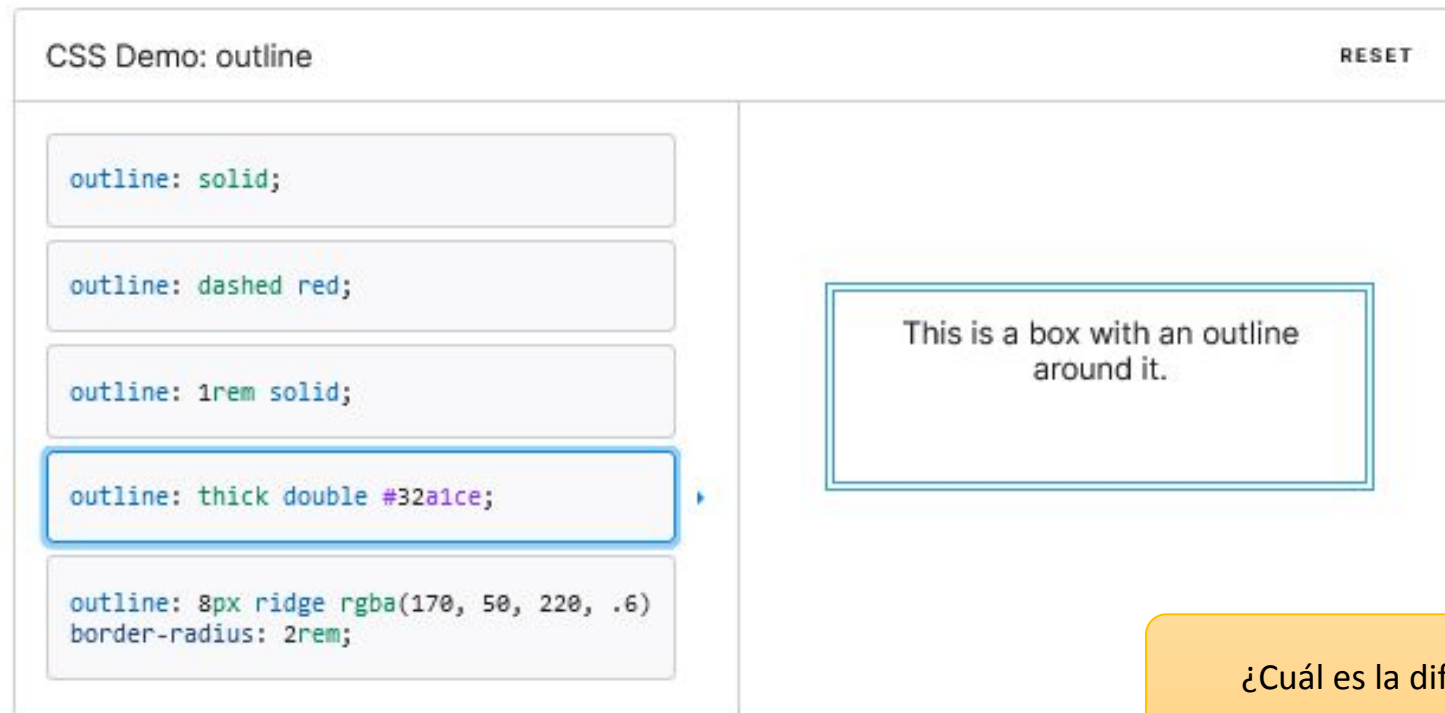 CSS Demo: outline
RESET
outline: solid;
outline: dashed red;
outline: 1rem solid;
outline: thick double #32a1ce;
outline: 8px ridge rgba(170, 50, 220, .6)
border-radius: 2rem;
This is a box with an outline
around it.
¿Cuál es la dif